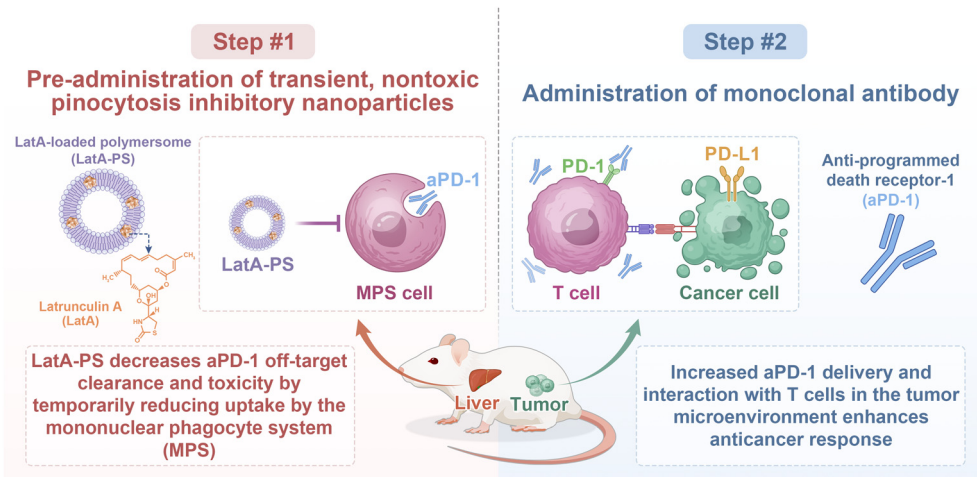 Step #1
Pre-administration of transient, nontoxic
pinocytosis inhibitory nanoparticles
LatA-loaded polymersome
(LatA-PS)
H₃C
CH₃
O
O
O
OH
H
HN
S
O
Latrunculin A
(LatA)
LatA-PS
aPD-1
MPS cell
LatA-PS decreases aPD-1 off-target
clearance and toxicity by
temporarily reducing uptake by the
mononuclear phagocyte system
(MPS)
Liver
Tumor
Step #2
Administration of monoclonal antibody
PD-1
PD-L1
T cell
Cancer cell
Anti-programmed
death receptor-1
(aPD-1)
Increased aPD-1 delivery and
interaction with T cells in the tumor
microenvironment enhances
anticancer response